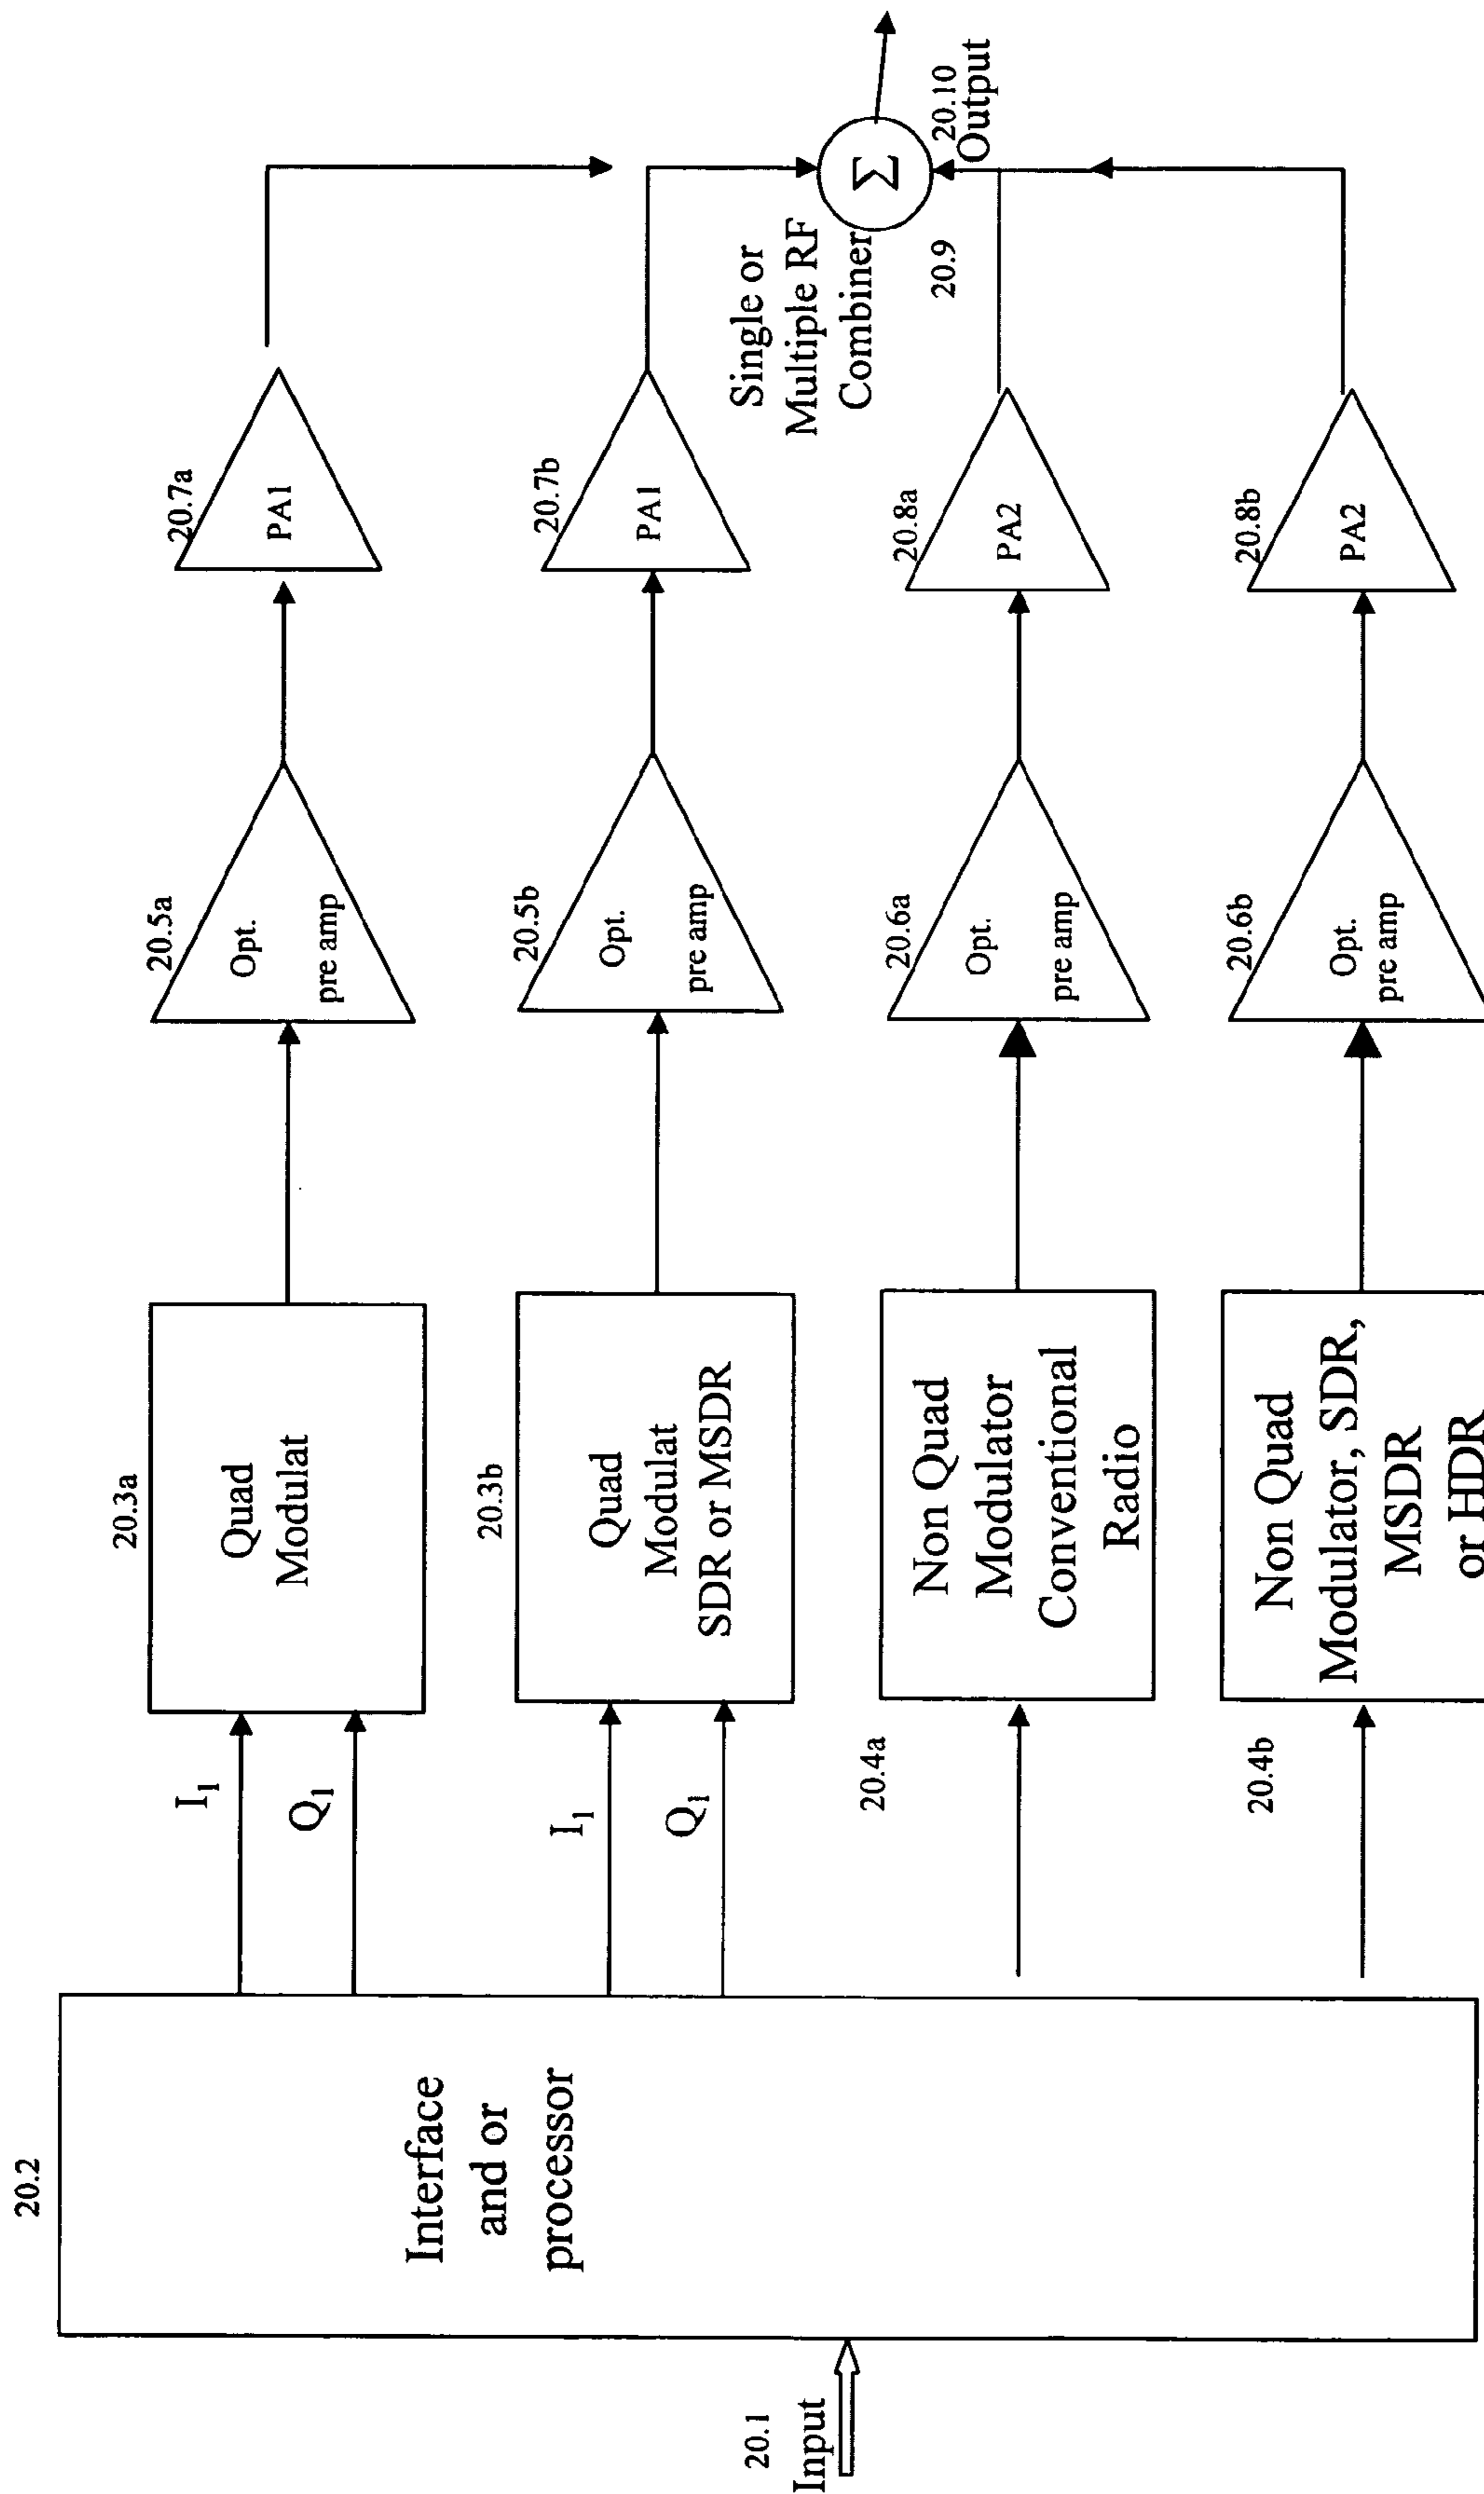 20.1
Input
20.2
Interface
and or
processor
I1
Q1
20.3a
Quad
Modulat
20.5a
Opt.
pre amp
20.7a
PA1
I1
Q1
20.3b
Quad
Modulat
SDR or MSDR
20.5b
Opt.
pre amp
20.7b
PA1
Single or
Multiple RF
Combiner
Σ
20.9
20.10
Output
20.4a
Non Quad
Modulator
Conventional
Radio
20.6a
Opt.
pre amp
20.8a
PA2
20.4b
Non Quad
Modulator, SDR,
MSDR
or HDR
20.6b
Opt.
pre amp
20.8b
PA2